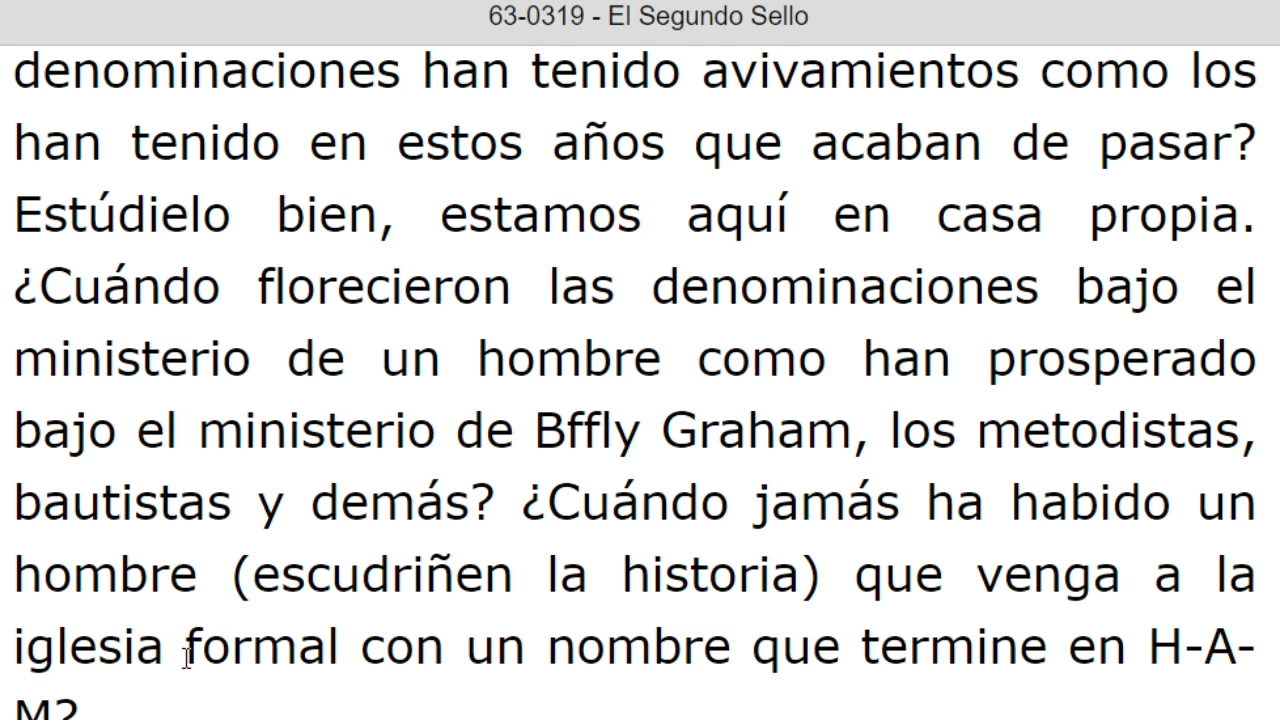 63-0319 - El Segundo Sello
denominaciones han tenido avivamientos como los
han tenido en estos años que acaban de pasar?
Estúdielo bien, estamos aquí en casa propia.
¿Cuándo florecieron las denominaciones bajo el
ministerio de un hombre como han prosperado
bajo el ministerio de Bffly Graham, los metodistas,
bautistas y demás? ¿Cuándo jamás ha habido un
hombre (escudriñen la historia) que venga a la
iglesia formal con un nombre que termine en H-A-
M?